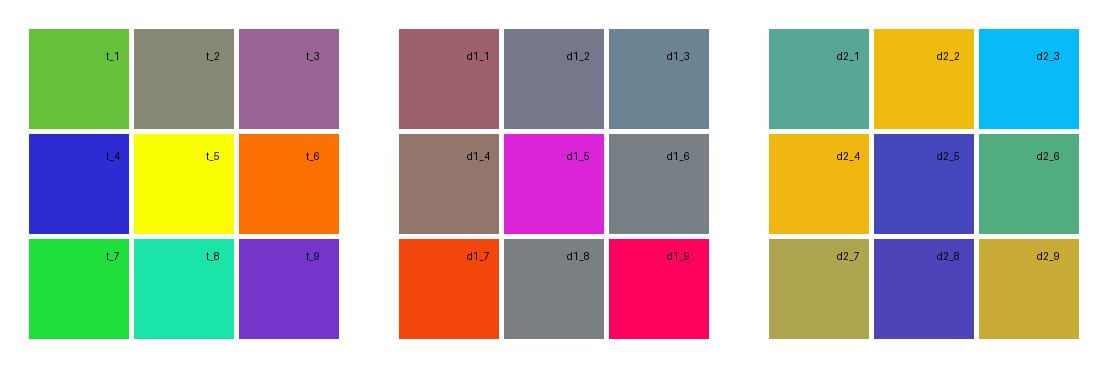 t_1 t_2 t_3 d1_1 d1_2 d1_3 d2_1 d2_2 d2_3
t_4 t_5 t_6 d1_4 d1_5 d1_6 d2_4 d2_5 d2_6
t_7 t_8 t_9 d1_7 d1_8 d1_9 d2_7 d2_8 d2_9